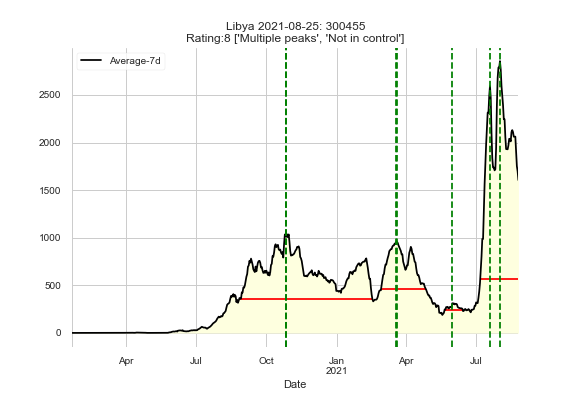 Libya 2021-08-25: 300455
Rating:8 ['Multiple peaks', 'Not in control']
Average-7d
2500
2000
1500
1000
500
0
Apr Jul Oct Jan Apr Jul
2021
Date